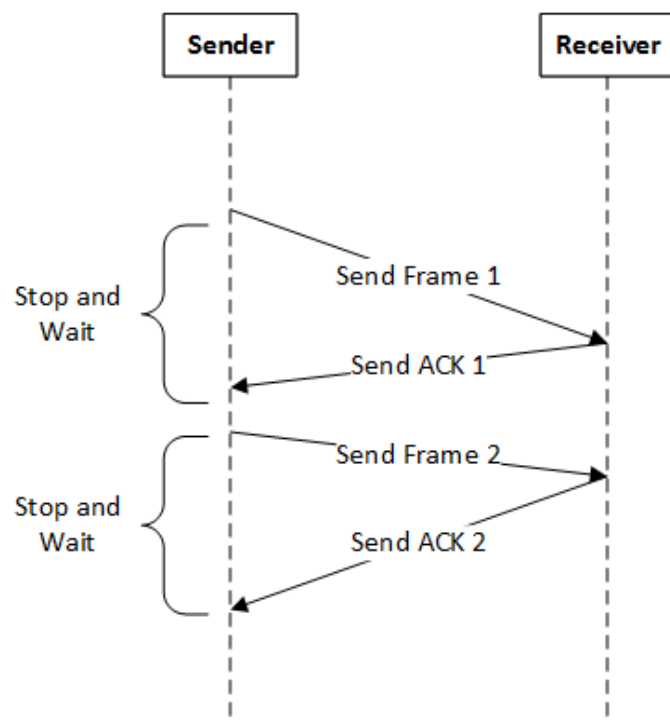 Sender
Receiver
Send Frame 1
Stop and
Wait
Send ACK 1
Send Frame 2
Stop and
Wait
Send ACK 2